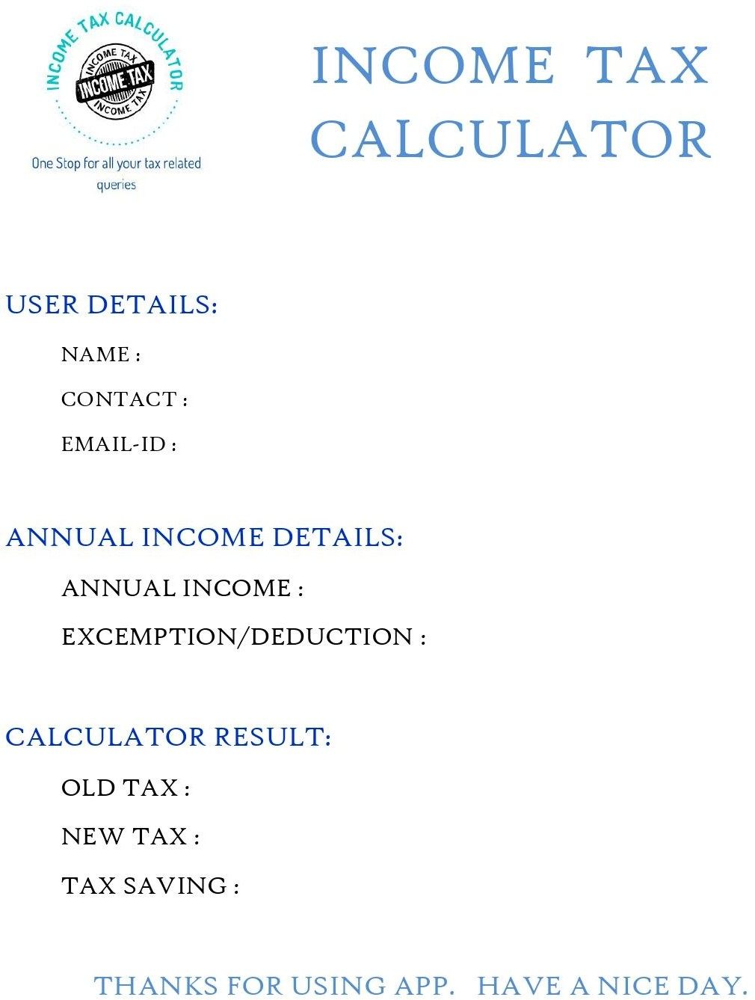 INCOME TAX CALCULATOR
INCOME TAX
INCOME TAX
INCOME TAX
One Stop for all your tax related
queries
INCOME TAX
CALCULATOR
USER DETAILS:
NAME :
CONTACT :
EMAIL-ID :
ANNUAL INCOME DETAILS:
ANNUAL INCOME :
EXCEMPTION/DEDUCTION :
CALCULATOR RESULT:
OLD TAX :
NEW TAX :
TAX SAVING :
THANKS FOR USING APP. HAVE A NICE DAY.